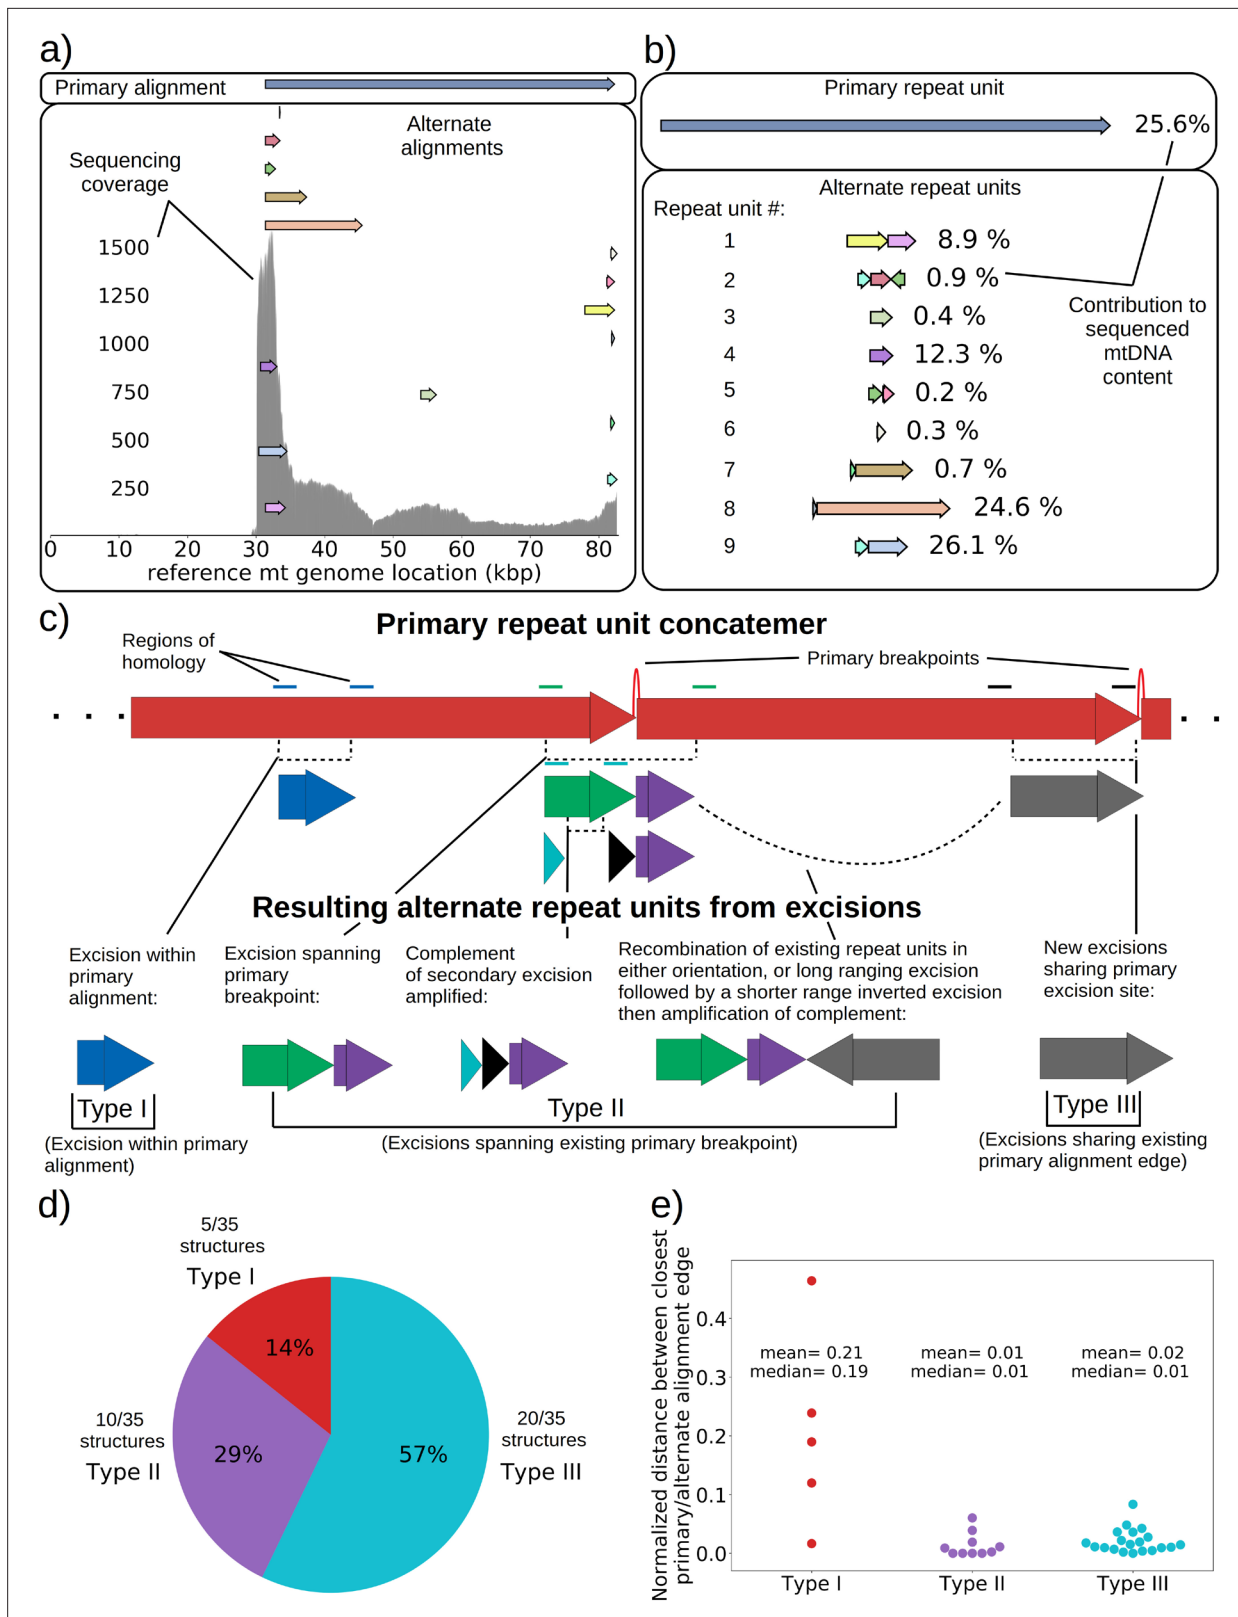 a)
Primary alignment
Alternate
alignments
Sequencing
coverage
1500
1250
1000
750
500
250
0 10 20 30 40 50 60 70 80
reference mt genome location (kbp)
b)
Primary repeat unit
25.6%
Alternate repeat units
Repeat unit #:
1 8.9 %
2 0.9 %
3 0.4 %
4 12.3 %
5 0.2 %
6 0.3 %
7 0.7 %
8 24.6 %
9 26.1 %
Contribution to
sequenced
mtDNA
content
c)
Primary repeat unit concatemer
Regions of
homology
Primary breakpoints
Resulting alternate repeat units from excisions
Excision within
primary
alignment:
Excision spanning
primary
breakpoint:
Complement
of secondary excision
amplified:
Recombination of existing repeat units in
either orientation, or long ranging excision
followed by a shorter range inverted excision
then amplification of complement:
New excisions
sharing primary
excision site:
Type I
(Excision within primary
alignment)
Type II
(Excisions spanning existing primary breakpoint)
Type III
(Excisions sharing existing
primary alignment edge)
d)
5/35
structures
Type I
14%
10/35
structures
Type II
29%
20/35
structures
Type III
57%
e)
Normalized distance between closest
primary/alternate alignment edge
0.4
0.3
0.2
0.1
0.0
mean= 0.21
median= 0.19
mean= 0.01
median= 0.01
mean= 0.02
median= 0.01
Type I Type II Type III